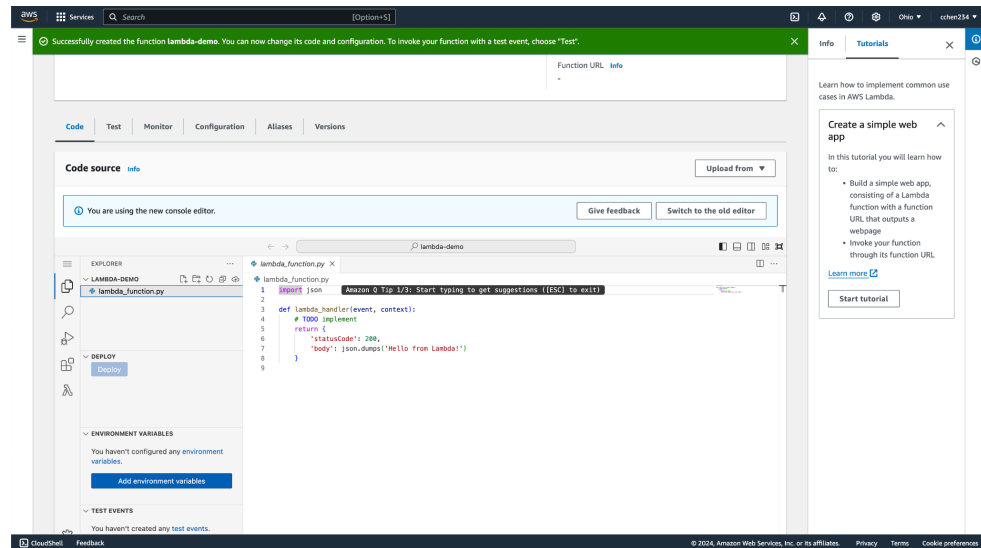 aws
Services
Search
[Option+S]
Ohio ▼
cchen234 ▼
Successfully created the function lambda-demo. You can now change its code and configuration. To invoke your function with a test event, choose "Test".
Info
Tutorials
Function URL Info
-
Learn how to implement common use
cases in AWS Lambda.
Create a simple web
app
In this tutorial you will learn how
to:
• Build a simple web app,
consisting of a Lambda
function with a function
URL that outputs a
webpage
• Invoke your function
through its function URL
Learn more
Start tutorial
Code
Test
Monitor
Configuration
Aliases
Versions
Code source Info
Upload from ▼
You are using the new console editor.
Give feedback
Switch to the old editor
lambda-demo
EXPLORER
LAMBDA-DEMO
lambda_function.py
DEPLOY
Deploy
ENVIRONMENT VARIABLES
You haven't configured any environment
variables.
Add environment variables
TEST EVENTS
You haven't created any test events.
lambda_function.py
lambda_function.py
1 import json Amazon Q Tip 1/3: Start typing to get suggestions ([ESC] to exit)
2
3 def lambda_handler(event, context):
4 # TODO implement
5 return {
6 'statusCode': 200,
7 'body': json.dumps('Hello from Lambda!')
8 }
9
CloudShell
Feedback
© 2024, Amazon Web Services, Inc. or its affiliates.
Privacy
Terms
Cookie preferences